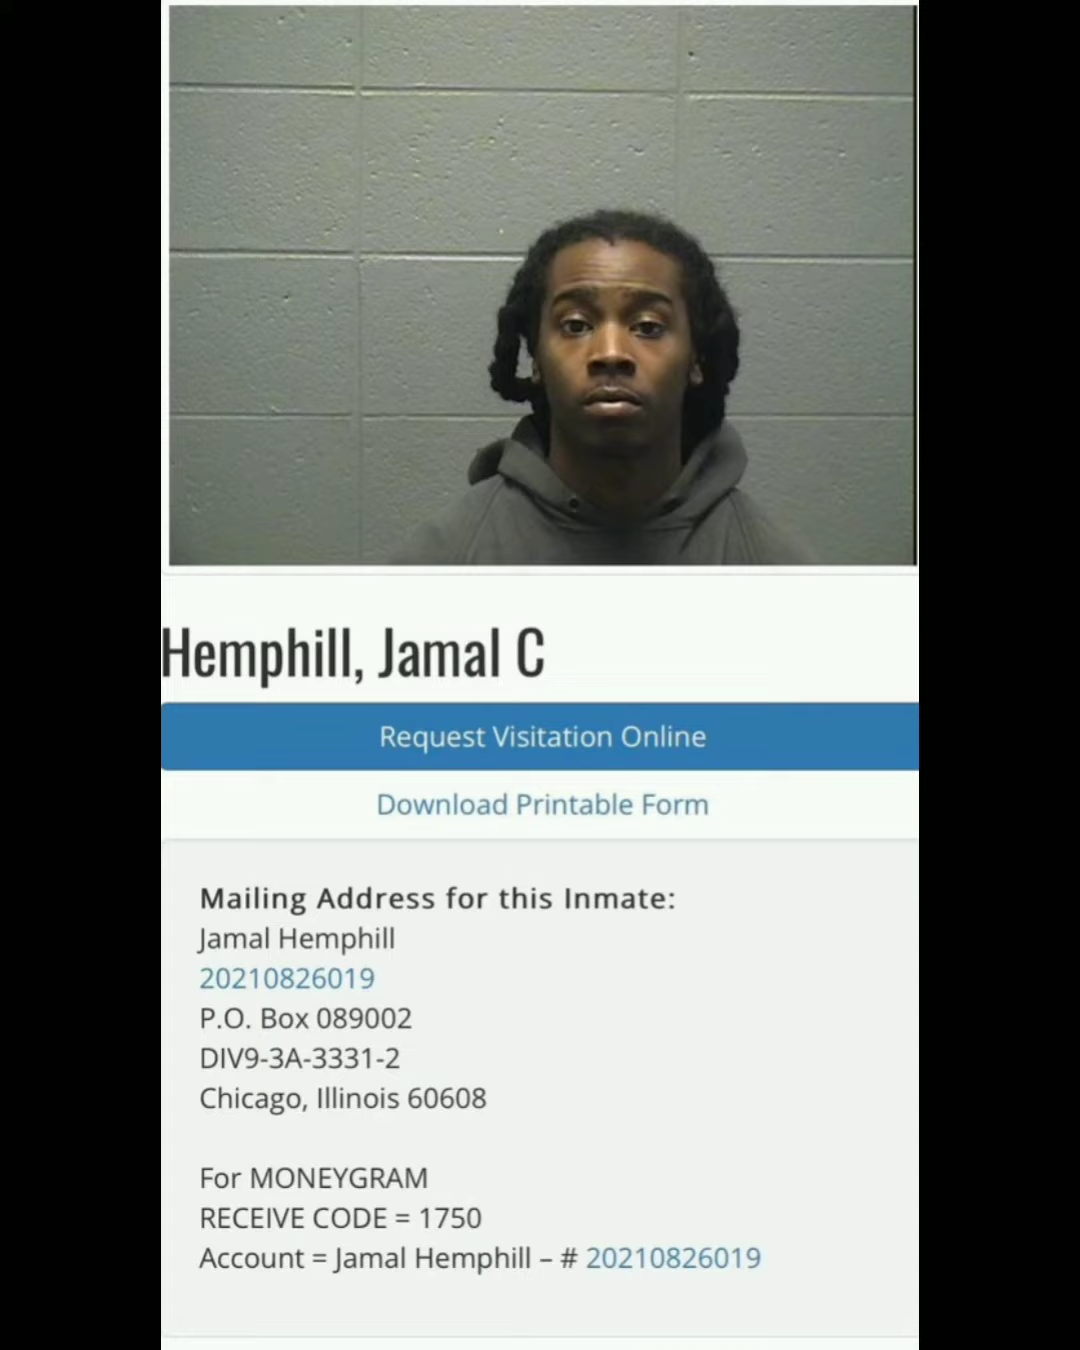 Hemphill, Jamal C
Request Visitation Online
Download Printable Form
Mailing Address for this Inmate:
Jamal Hemphill
20210826019
P.O. Box 089002
DIV9-3A-3331-2
Chicago, Illinois 60608
For MONEYGRAM
RECEIVE CODE = 1750
Account = Jamal Hemphill – # 20210826019